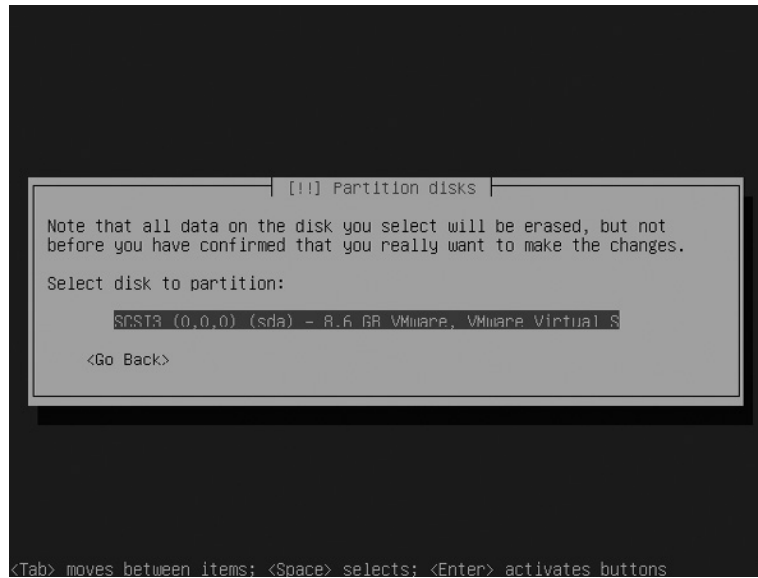 [!!] Partition disks
Note that all data on the disk you select will be erased, but not
before you have confirmed that you really want to make the changes.
Select disk to partition:
SCSI3 (0,0,0) (sda) - 8.6 GB VMware, VMware Virtual S
<Go Back>
<Tab> moves between items; <Space> selects; <Enter> activates buttons